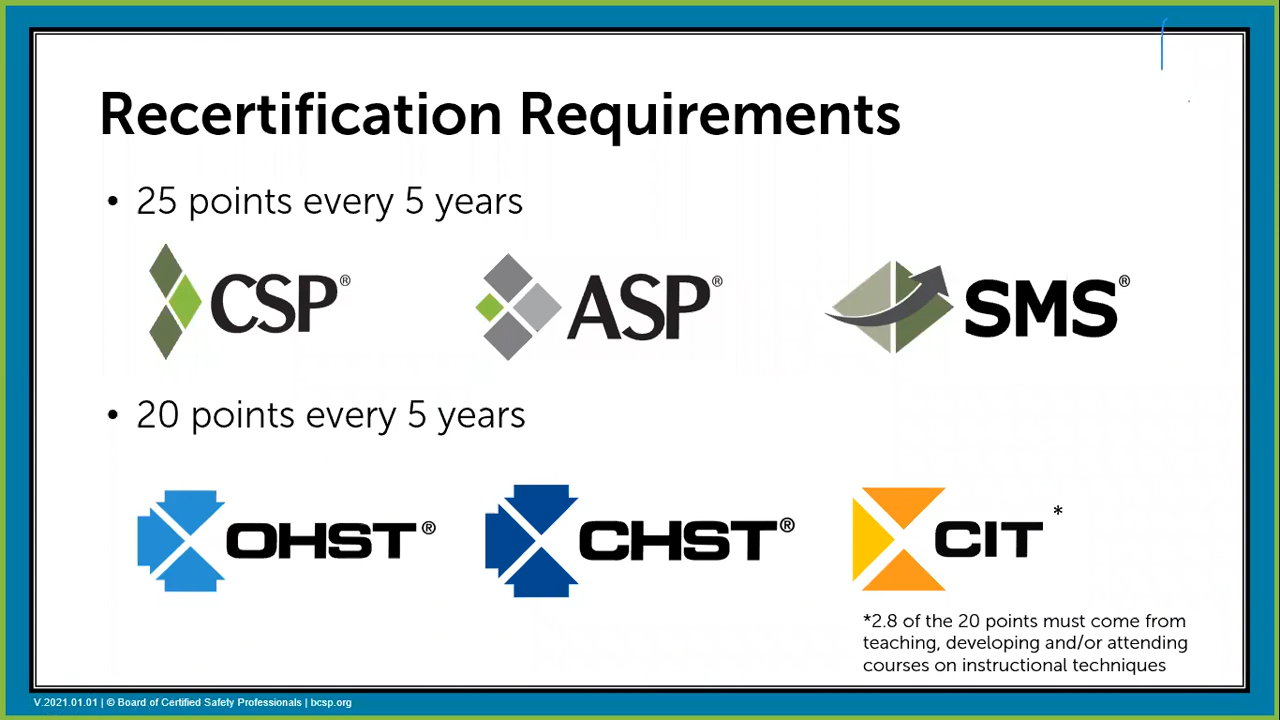 Recertification Requirements
• 25 points every 5 years
CSP® ASP® SMS®
• 20 points every 5 years
OHST® CHST® CIT*
*2.8 of the 20 points must come from
teaching, developing and/or attending
courses on instructional techniques
V.2021.01.01 | © Board of Certified Safety Professionals | bcsp.org